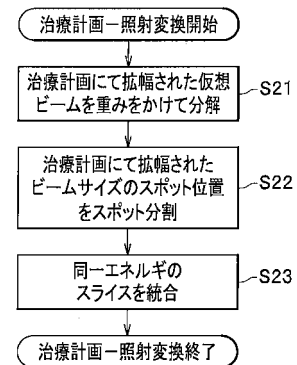 治療計画－照射変換開始
治療計画にて拡幅された仮想
ビームを重みをかけて分解
S21
治療計画にて拡幅された
ビームサイズのスポット位置
をスポット分割
S22
同一エネルギの
スライスを統合
S23
治療計画－照射変換終了